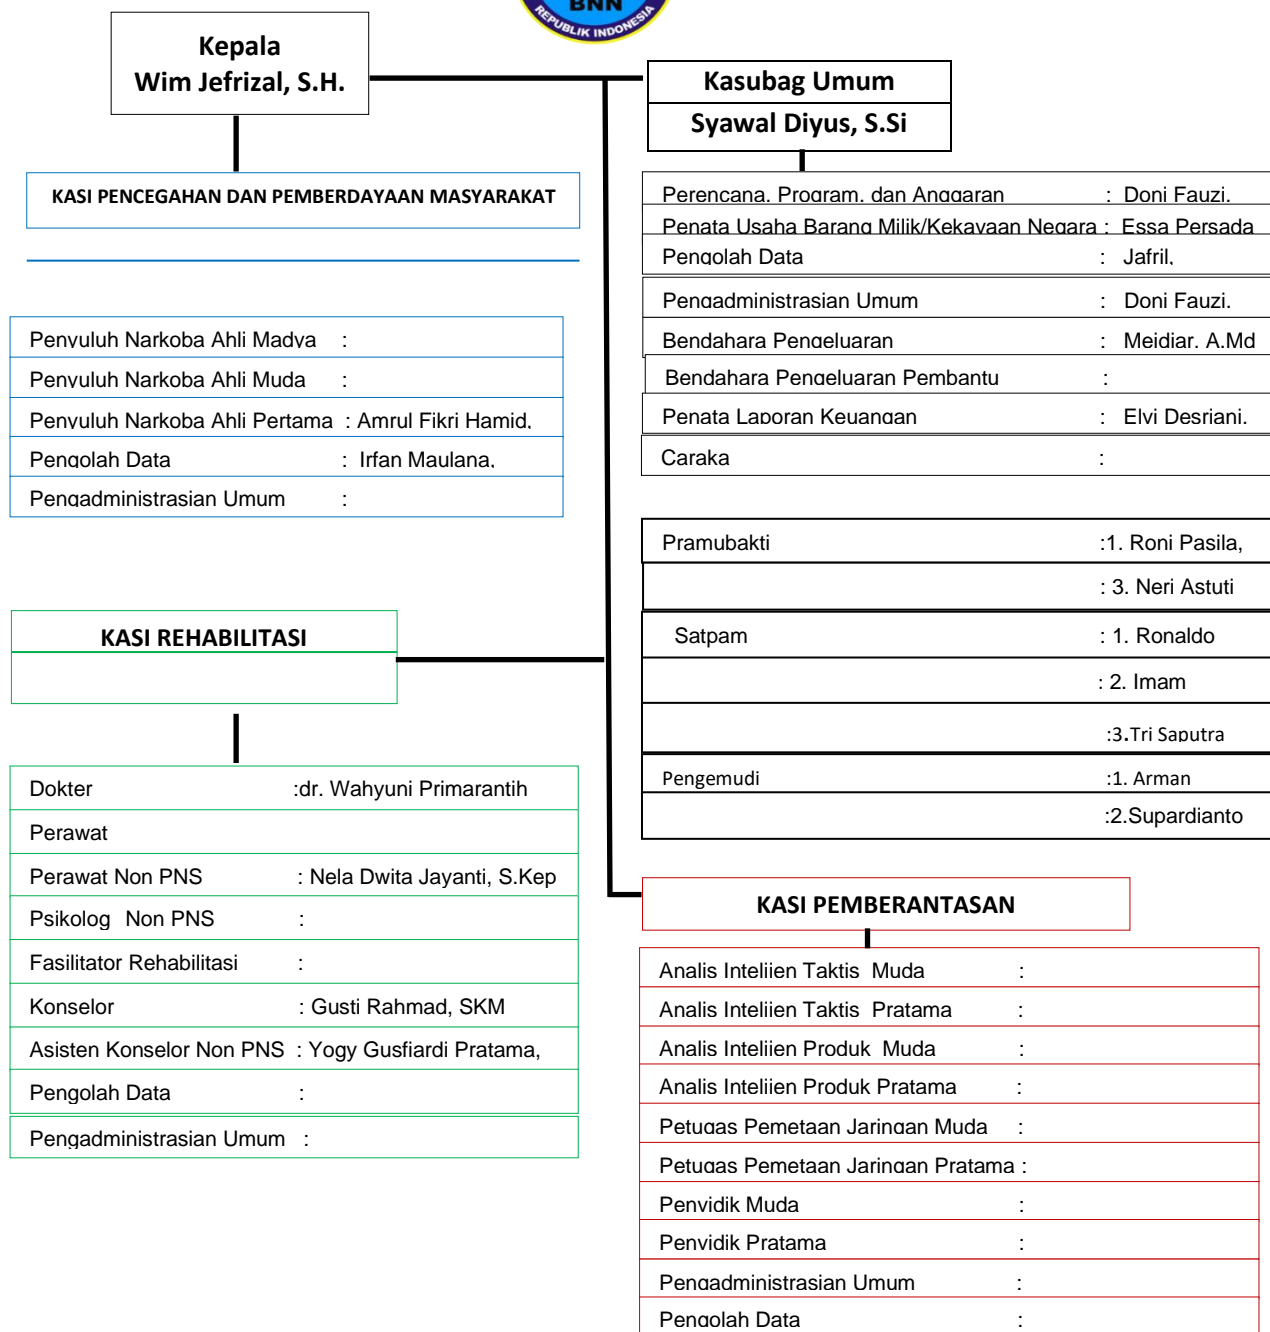 BNN
REPUBLIK INDONESIA
Kepala
Wim Jefrizal, S.H.
Kasubag Umum
Syawal Diyus, S.Si
KASI PENCEGAHAN DAN PEMBERDAYAAN MASYARAKAT
Perencana, Program, dan Anggaran : Doni Fauzi,
Penata Usaha Barang Milik/Kekayaan Negara : Essa Persada
Pengolah Data : Jafril,
Pengadministrasian Umum : Doni Fauzi,
Bendahara Pengeluaran : Meidiar, A.Md
Bendahara Pengeluaran Pembantu :
Penata Laporan Keuangan : Elvi Desriani,
Caraka :
Penyuluh Narkoba Ahli Madya :
Penyuluh Narkoba Ahli Muda :
Penyuluh Narkoba Ahli Pertama : Amrul Fikri Hamid,
Pengolah Data : Irfan Maulana,
Pengadministrasian Umum :
Pramubakti :1. Roni Pasila,
: 3. Neri Astuti
Satpam : 1. Ronaldo
: 2. Imam
:3.Tri Saputra
Pengemudi :1. Arman
:2.Supardianto
KASI REHABILITASI
Dokter :dr. Wahyuni Primarantih
Perawat
Perawat Non PNS : Nela Dwita Jayanti, S.Kep
Psikolog Non PNS :
Fasilitator Rehabilitasi :
Konselor : Gusti Rahmad, SKM
Asisten Konselor Non PNS : Yogy Gusfiardi Pratama,
Pengolah Data :
Pengadministrasian Umum :
KASI PEMBERANTASAN
Analis Intelijen Taktis Muda :
Analis Intelijen Taktis Pratama :
Analis Intelijen Produk Muda :
Analis Intelijen Produk Pratama :
Petugas Pemetaan Jaringan Muda :
Petugas Pemetaan Jaringan Pratama :
Penyidik Muda :
Penyidik Pratama :
Pengadministrasian Umum :
Pengolah Data :